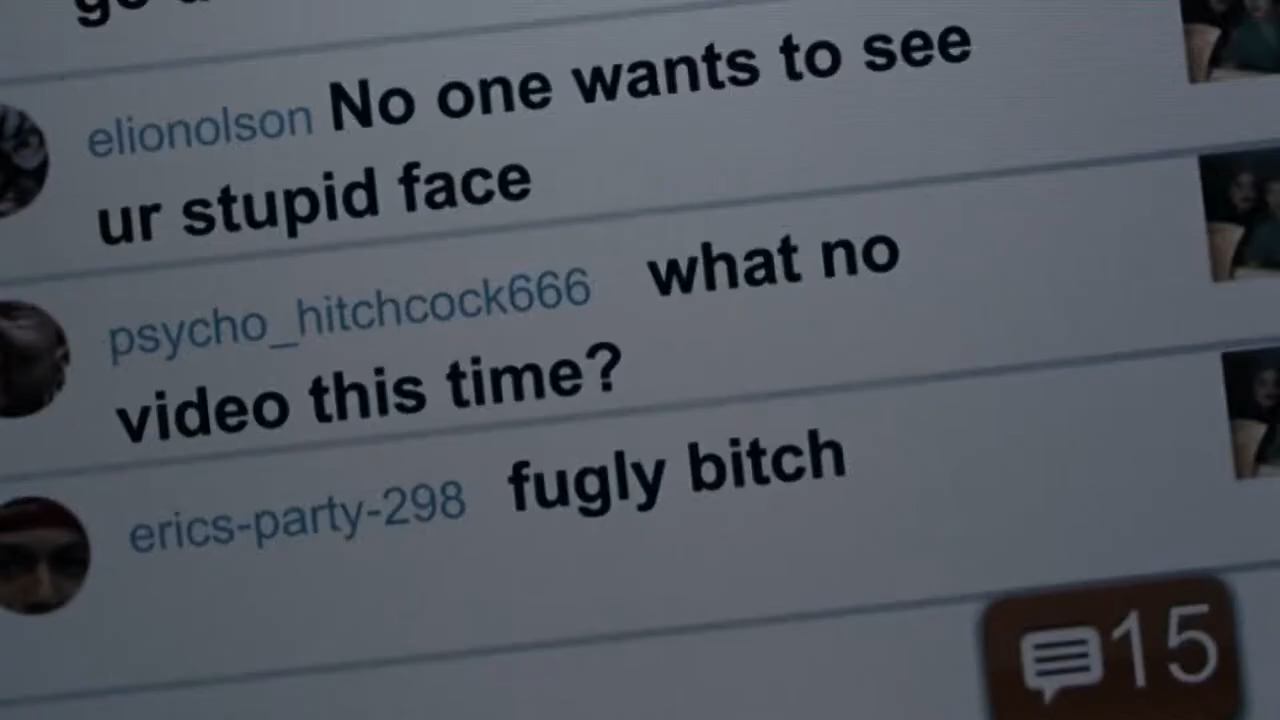 elionolson No one wants to see
ur stupid face
psycho_hitchcock666 what no
video this time?
erics-party-298 fugly bitch
15